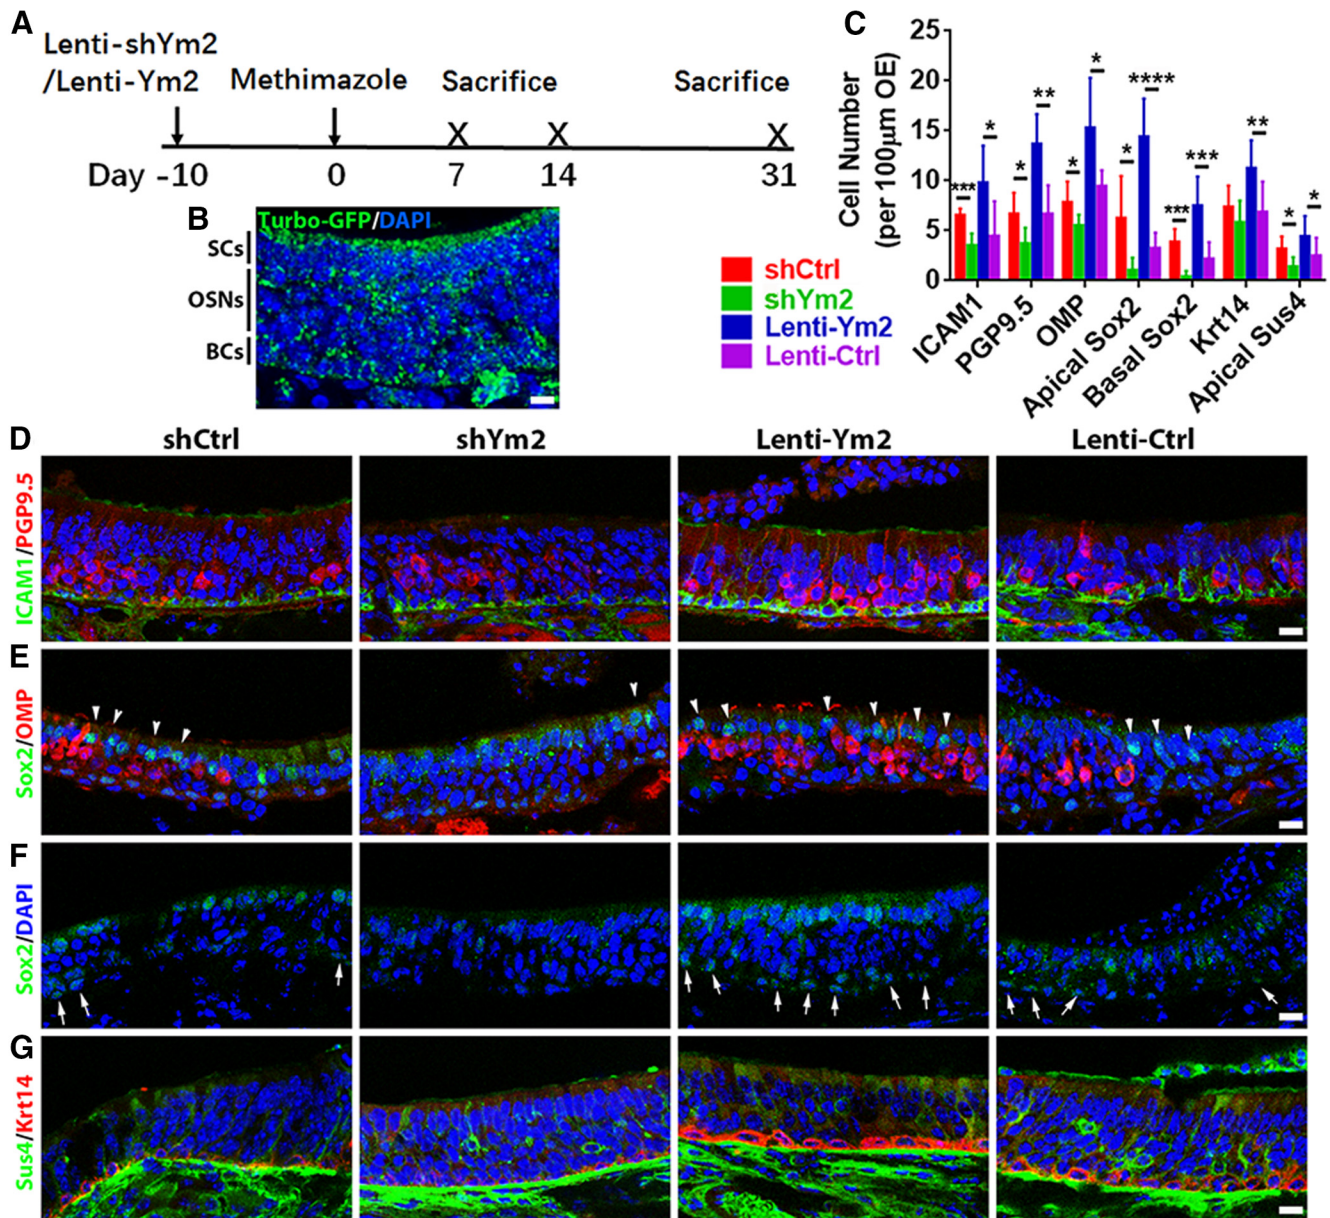 A
Lenti-shYm2
/Lenti-Ym2
Methimazole
Sacrifice
Sacrifice
X
X
X
Day -10
0
7
14
31
B
Turbo-GFP/DAPI
SCs
OSNs
BCs
C
Cell Number
(per 100μm OE)
25
20
15
10
5
0
***
*
*
**
*
*
*
****
***
***
**
*
*
ICAM1
PGP9.5
OMP
Apical Sox2
Basal Sox2
Krt14
Apical Sus4
shCtrl
shYm2
Lenti-Ym2
Lenti-Ctrl
D
shCtrl
shYm2
Lenti-Ym2
Lenti-Ctrl
ICAM1/PGP9.5
E
Sox2/OMP
F
Sox2/DAPI
G
Sus4/Krt14